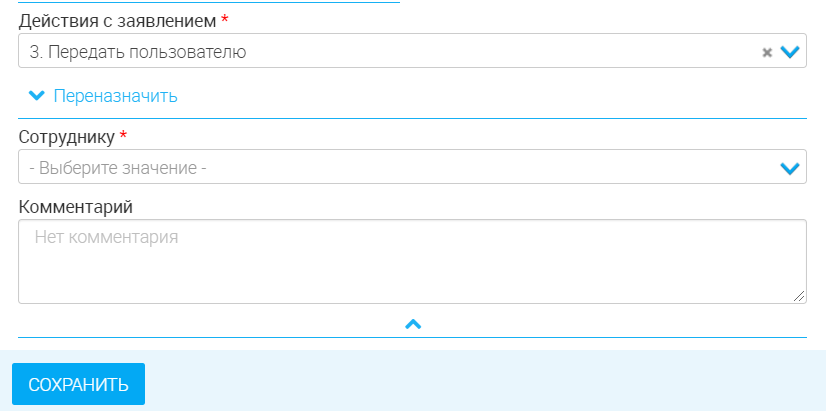 Действия с заявлением *
3. Передать пользователю
Переназначить
Сотруднику *
- Выберите значение -
Комментарий
Нет комментария
СОХРАНИТЬ